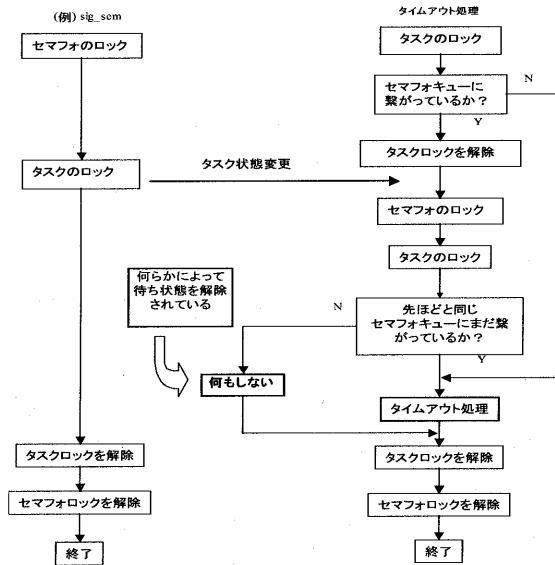 (例) sig_sem
セマフォのロック
タスクのロック
タスクロックを解除
セマフォロックを解除
終了
タスク状態変更
何らかによって
待ち状態を解除
されている
タイムアウト処理
タスクのロック
セマフォキューに
繋がっているか?
N
Y
タスクロックを解除
セマフォのロック
タスクのロック
先ほどと同じ
セマフォキューにまだ繋
がっているか?
N
Y
何もしない
タイムアウト処理
タスクロックを解除
セマフォロックを解除
終了